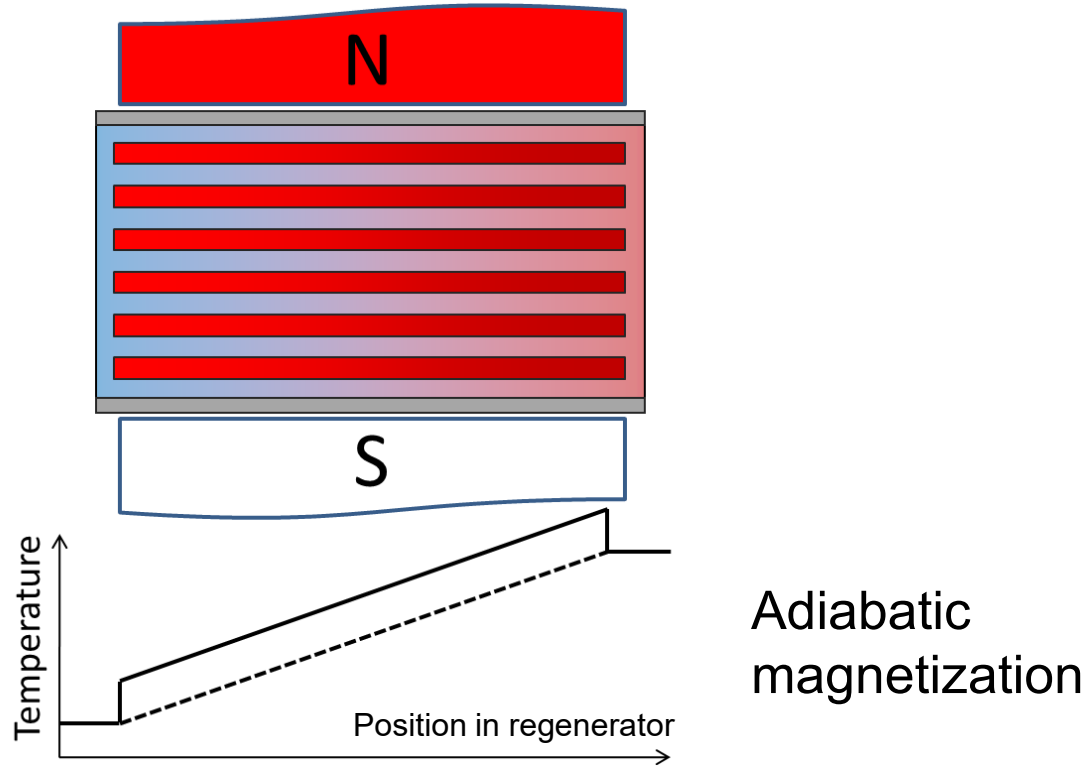 N
S
Temperature
Position in regenerator
Adiabatic
magnetization